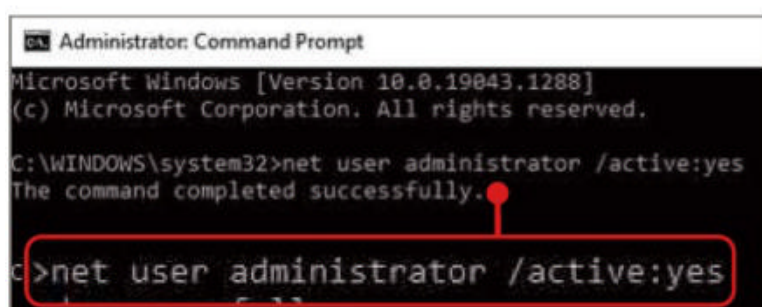 Administrator: Command Prompt
Microsoft Windows [Version 10.0.19043.1288]
(c) Microsoft Corporation. All rights reserved.
C:\WINDOWS\system32>net user administrator /active:yes
The command completed successfully.
>net user administrator /active:yes